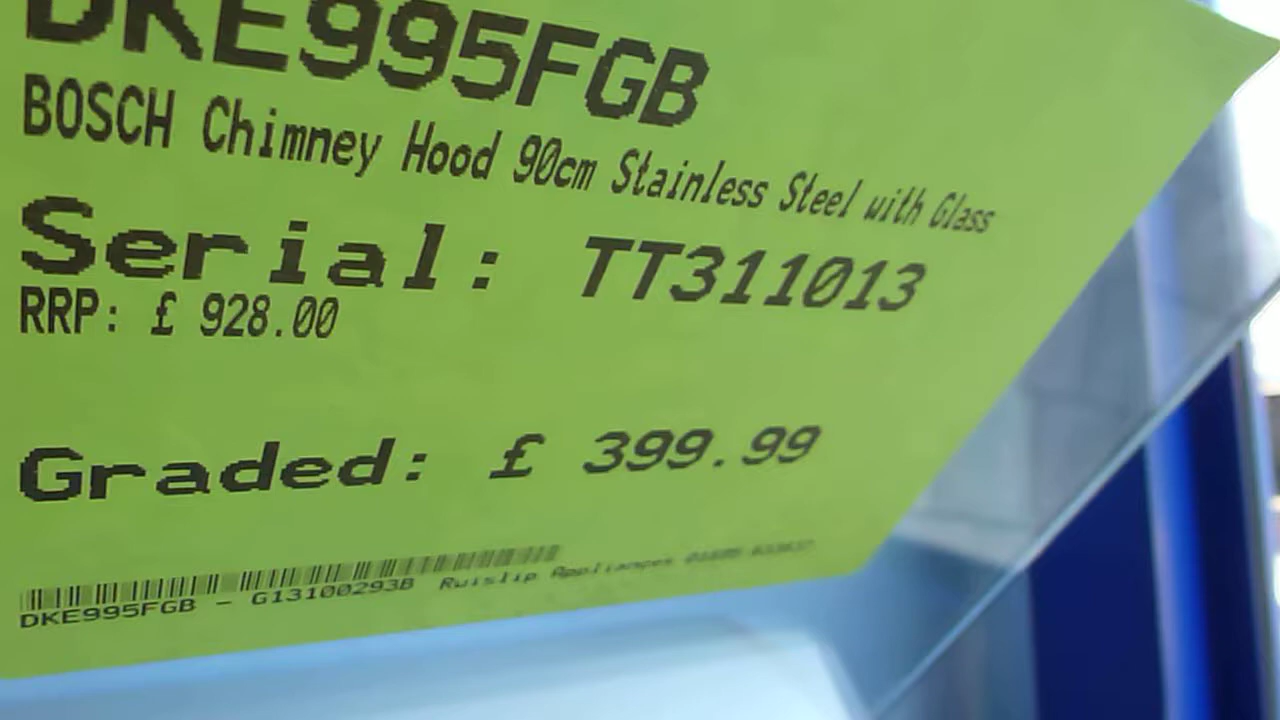 DKE995FGB
BOSCH Chimney Hood 90cm Stainless Steel with Glass
Serial: TT311013
RRP: £ 928.00
Graded: £ 399.99
DKE995FGB - G13100293B Ruislip Appliances